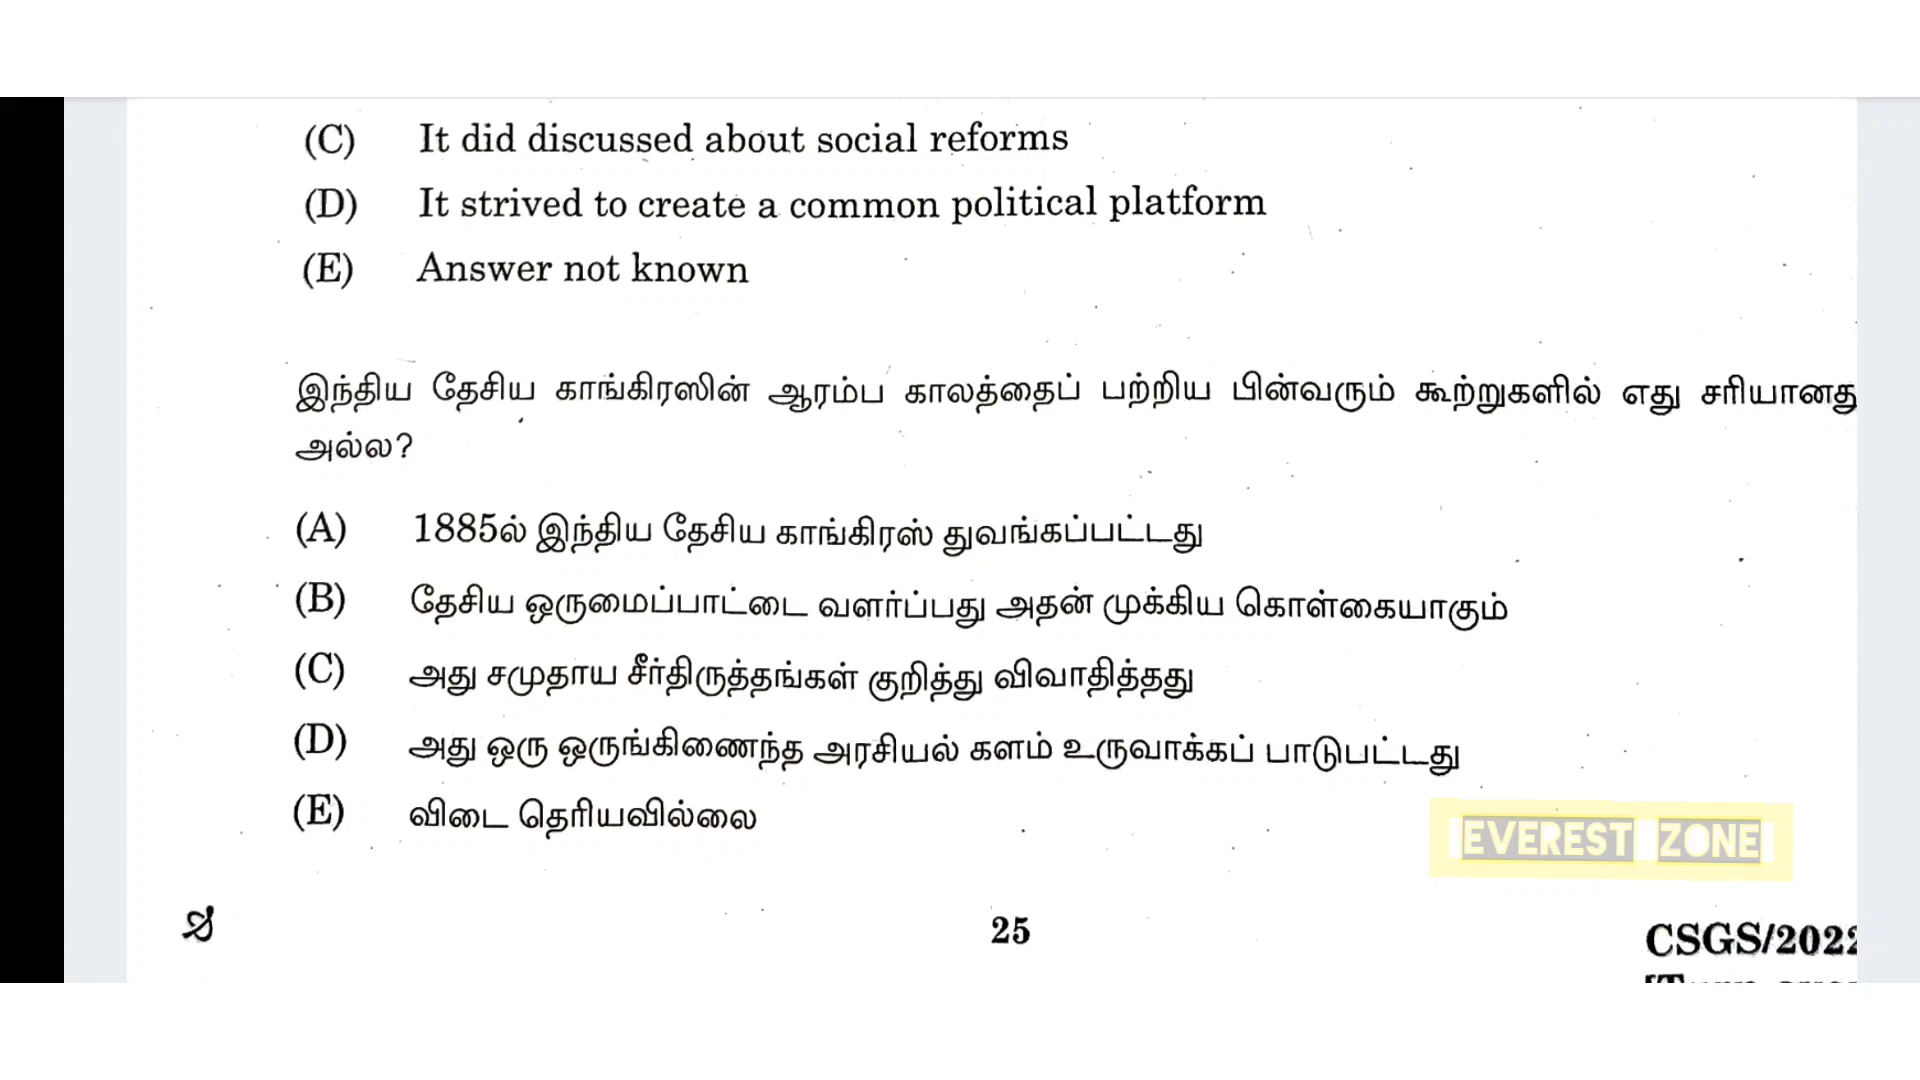 (C) It did discussed about social reforms
(D) It strived to create a common political platform
(E) Answer not known
இந்திய தேசிய காங்கிரஸின் ஆரம்ப காலத்தைப் பற்றிய பின்வரும் கூற்றுகளில் எது சரியானது
அல்ல?
(A) 1885ல் இந்திய தேசிய காங்கிரஸ் துவங்கப்பட்டது
(B) தேசிய ஒருமைப்பாட்டை வளர்ப்பது அதன் முக்கிய கொள்கையாகும்
(C) அது சமுதாய சீர்திருத்தங்கள் குறித்து விவாதித்தது
(D) அது ஒரு ஒருங்கிணைந்த அரசியல் களம் உருவாக்கப் பாடுபட்டது
(E) விடை தெரியவில்லை
EVEREST ZONE
25
CSGS/2022